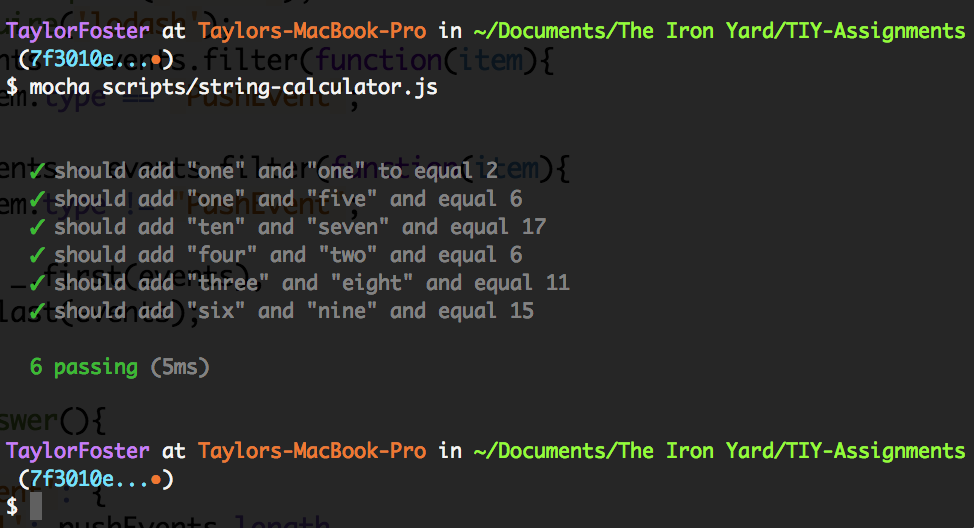 TaylorFoster at Taylors-MacBook-Pro in ~/Documents/The Iron Yard/TIY-Assignments
(7f3010e...●)
$ mocha scripts/string-calculator.js
✓ should add "one" and "one" to equal 2
✓ should add "one" and "five" and equal 6
✓ should add "ten" and "seven" and equal 17
✓ should add "four" and "two" and equal 6
✓ should add "three" and "eight" and equal 11
✓ should add "six" and "nine" and equal 15
6 passing (5ms)
TaylorFoster at Taylors-MacBook-Pro in ~/Documents/The Iron Yard/TIY-Assignments
(7f3010e...●)
$